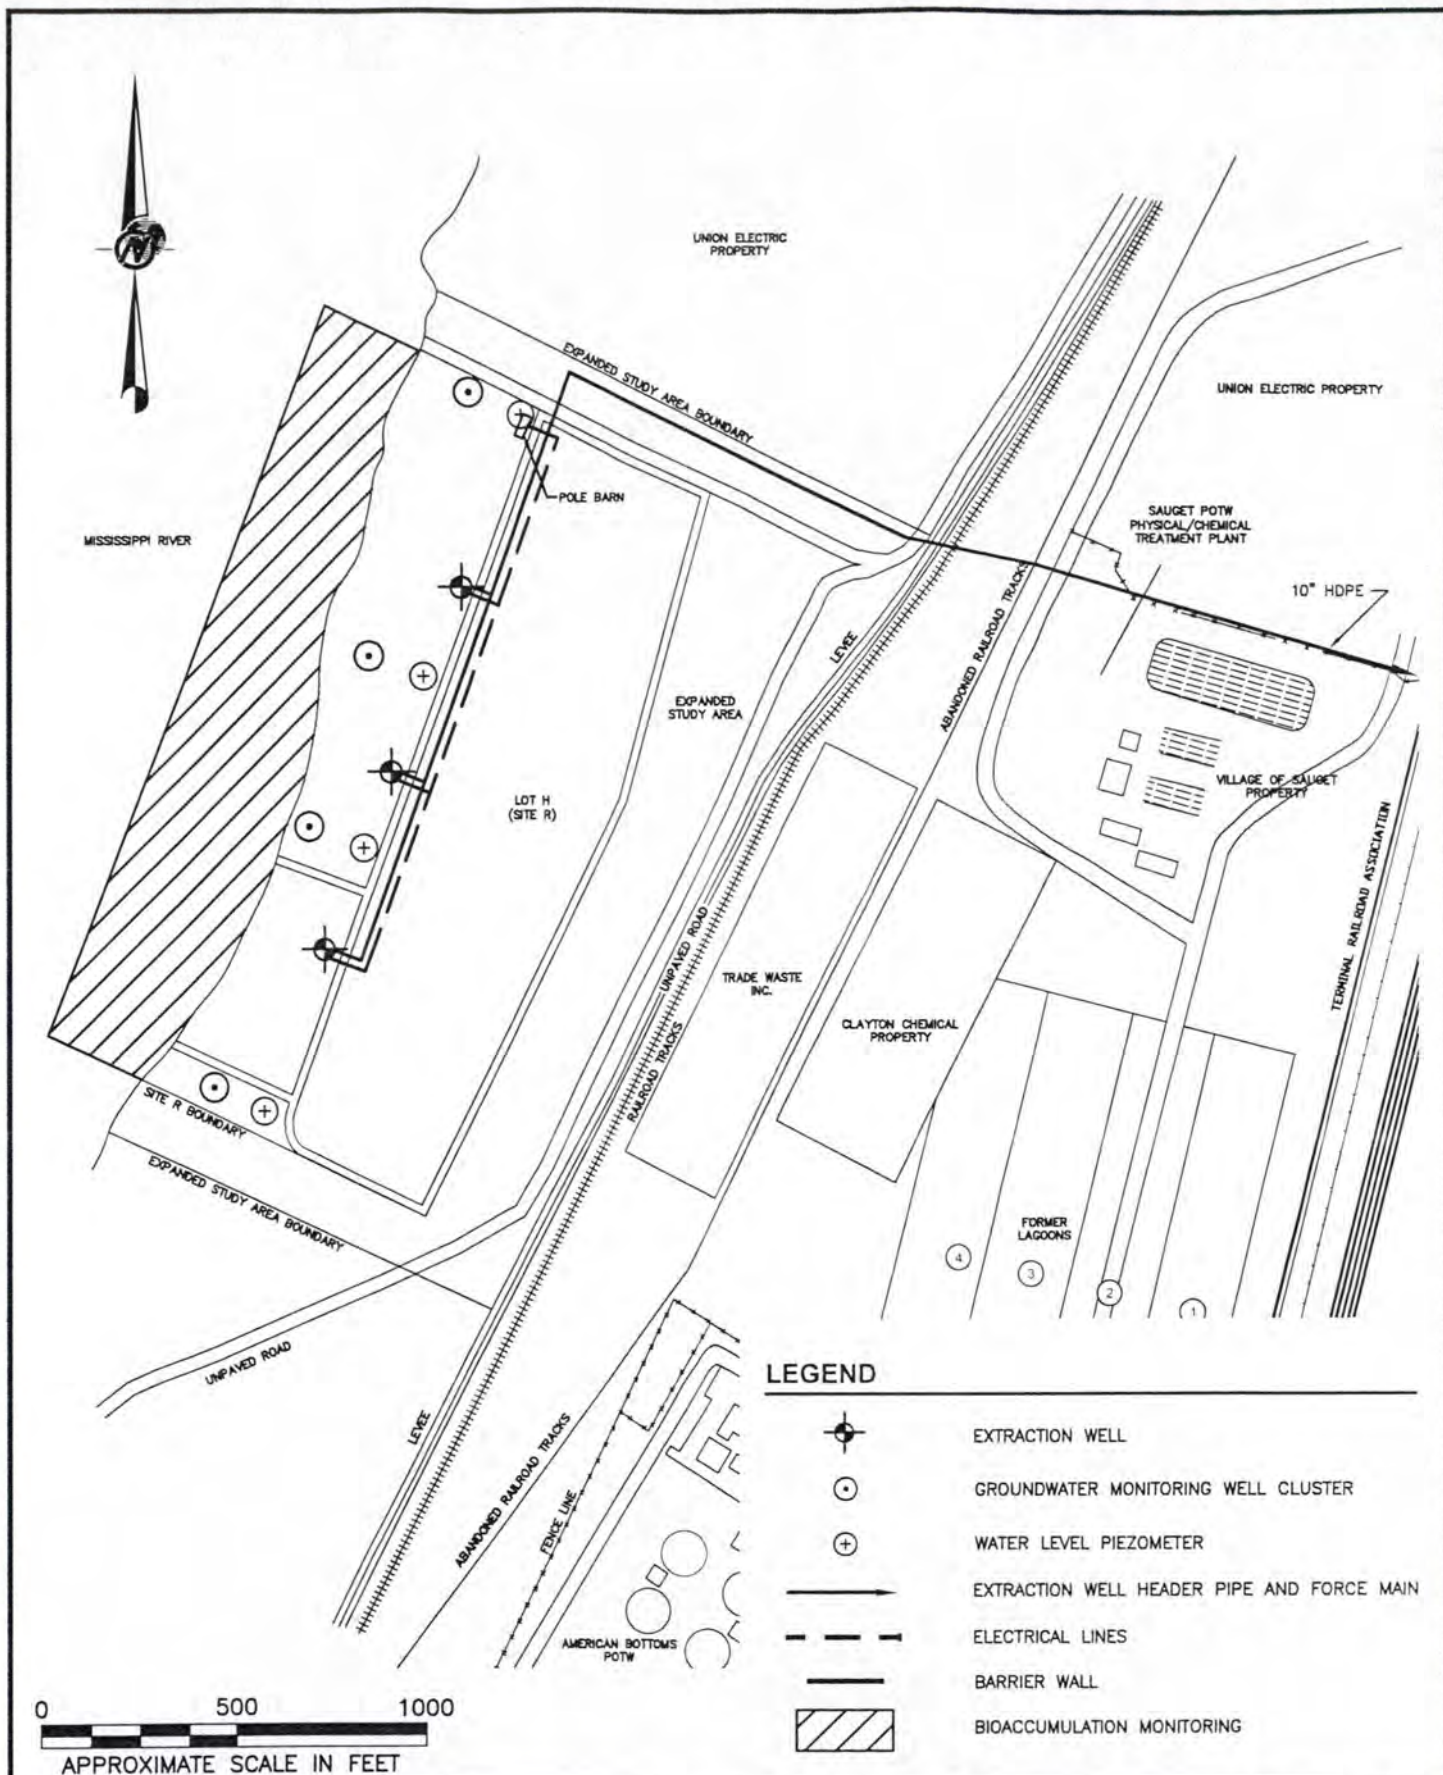 N
UNION ELECTRIC
PROPERTY
EXPANDED STUDY AREA BOUNDARY
UNION ELECTRIC PROPERTY
POLE BARN
MISSISSIPPI RIVER
SAUGET POTW
PHYSICAL/CHEMICAL
TREATMENT PLANT
10" HDPE
LEVEE
ABANDONED RAILROAD TRACKS
EXPANDED
STUDY AREA
LOT H
(SITE R)
VILLAGE OF SAUGET
PROPERTY
TERMINAL RAILROAD ASSOCIATION
UNPAVED ROAD
RAILROAD TRACKS
TRADE WASTE
INC.
CLAYTON CHEMICAL
PROPERTY
SITE R BOUNDARY
EXPANDED STUDY AREA BOUNDARY
FORMER
LAGOONS
4
3
2
1
UNPAVED ROAD
LEVEE
ABANDONED RAILROAD TRACKS
FENCE LINE
AMERICAN BOTTOMS
POTW
LEGEND
EXTRACTION WELL
GROUNDWATER MONITORING WELL CLUSTER
WATER LEVEL PIEZOMETER
EXTRACTION WELL HEADER PIPE AND FORCE MAIN
ELECTRICAL LINES
BARRIER WALL
BIOACCUMULATION MONITORING
0 500 1000
APPROXIMATE SCALE IN FEET